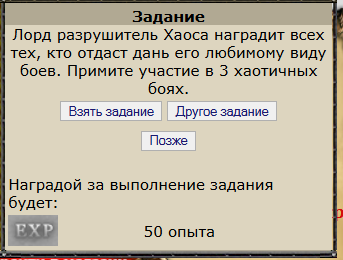 Задание
Лорд разрушитель Хаоса наградит всех
тех, кто отдаст дань его любимому виду
боев. Примите участие в 3 хаотичных
боях.
Взять задание Другое задание
Позже
Наградой за выполнение задания
будет:
EXP 50 опыта